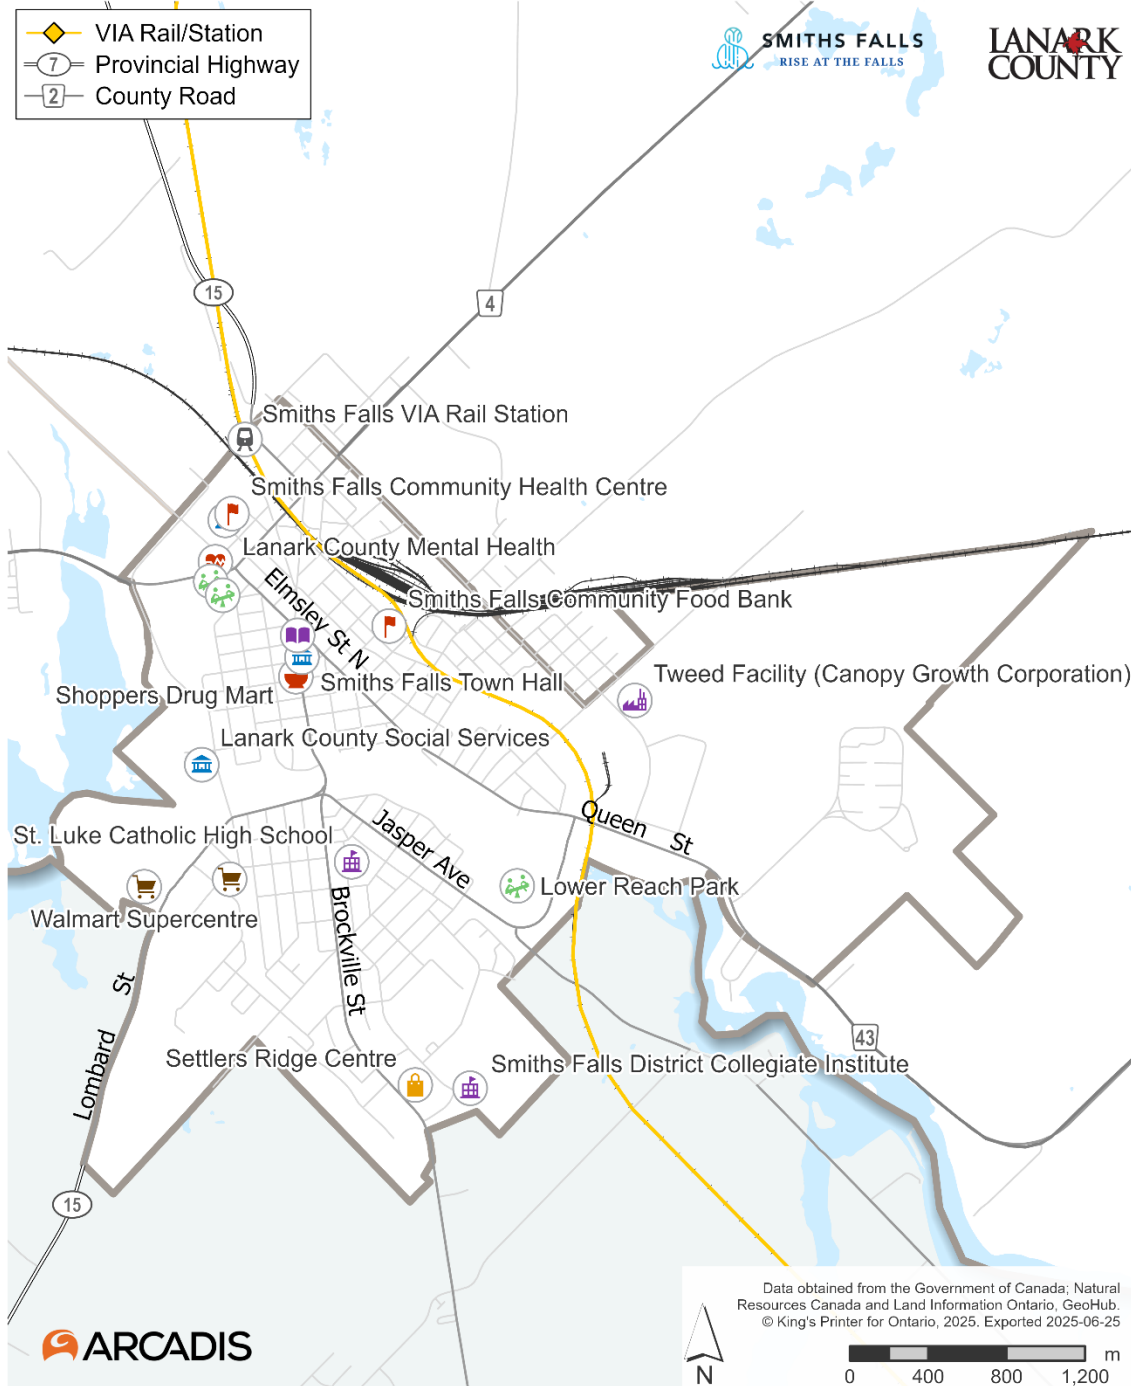 VIA Rail/Station
7 Provincial Highway
2 County Road
SMITHS FALLS
RISE AT THE FALLS
LANARK
COUNTY
15
4
Smiths Falls VIA Rail Station
Smiths Falls Community Health Centre
Lanark County Mental Health
Elmsley St N
Smiths Falls Community Food Bank
Tweed Facility (Canopy Growth Corporation)
Smiths Falls Town Hall
Shoppers Drug Mart
Lanark County Social Services
Queen St
Jasper Ave
St. Luke Catholic High School
Lower Reach Park
Walmart Supercentre
Brockville St
Lombard St
43
Settlers Ridge Centre
Smiths Falls District Collegiate Institute
15
Data obtained from the Government of Canada; Natural
Resources Canada and Land Information Ontario, GeoHub.
© King's Printer for Ontario, 2025. Exported 2025-06-25
ARCADIS
N
m
0 400 800 1,200